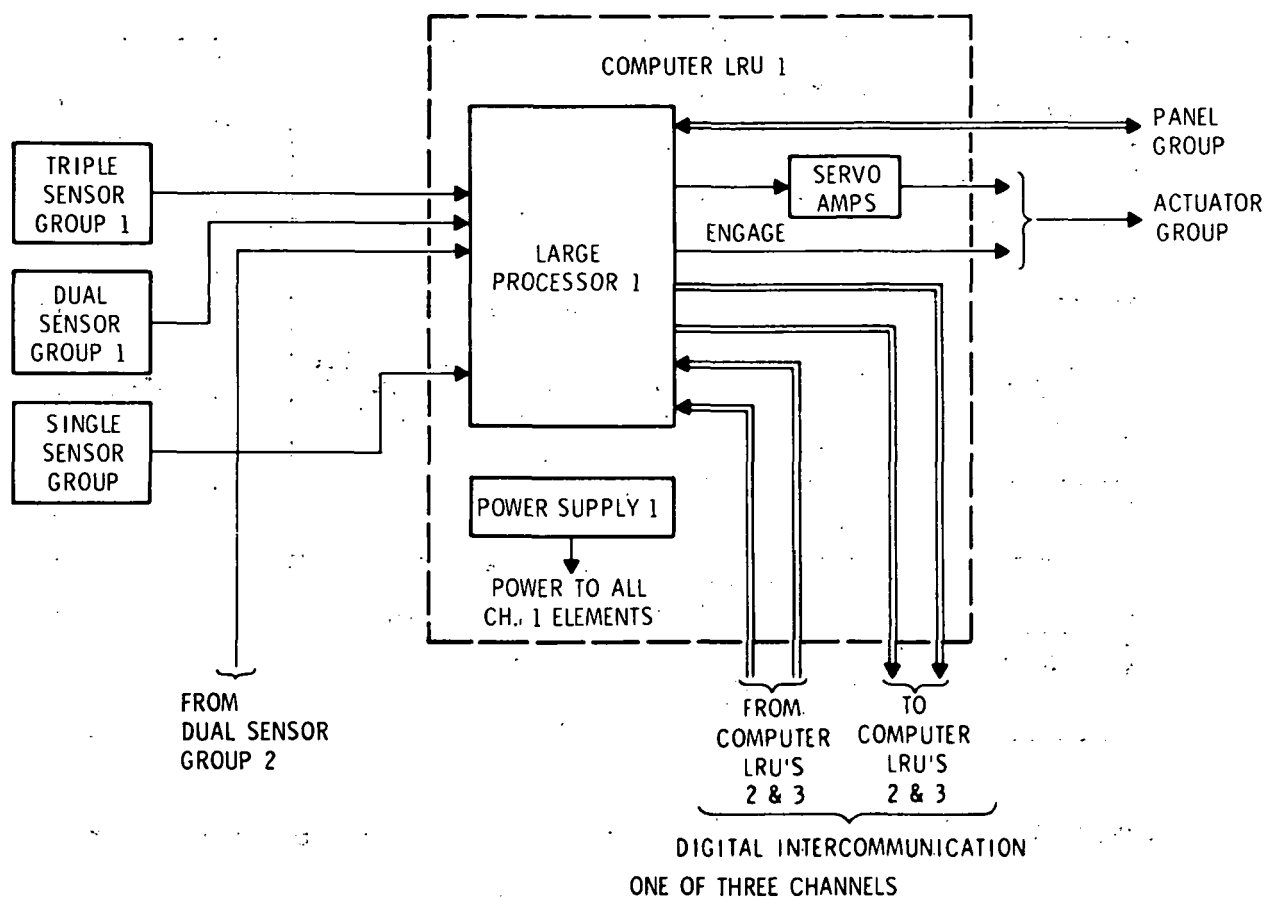 COMPUTER LRU 1
TRIPLE
SENSOR
GROUP 1
DUAL
SENSOR
GROUP 1
SINGLE
SENSOR
GROUP
LARGE
PROCESSOR 1
SERVO
AMPS
ENGAGE
PANEL
GROUP
ACTUATOR
GROUP
POWER SUPPLY 1
POWER TO ALL
CH. 1 ELEMENTS
FROM
DUAL SENSOR
GROUP 2
FROM
COMPUTER
LRU'S
2 & 3
TO
COMPUTER
LRU'S
2 & 3
DIGITAL INTERCOMMUNICATION
ONE OF THREE CHANNELS